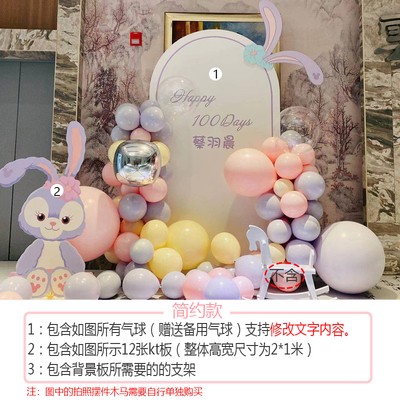 1
Happy
100Days
蔡羽晨
2
不含
简约款
1：包含如图所有气球（赠送备用气球）支持修改文字内容。
2：包含如图所示12张kt板（整体高宽尺寸为2*1米）
3：包含背景板所需要的的支架
注：图中的拍照摆件木马需要自行单独购买